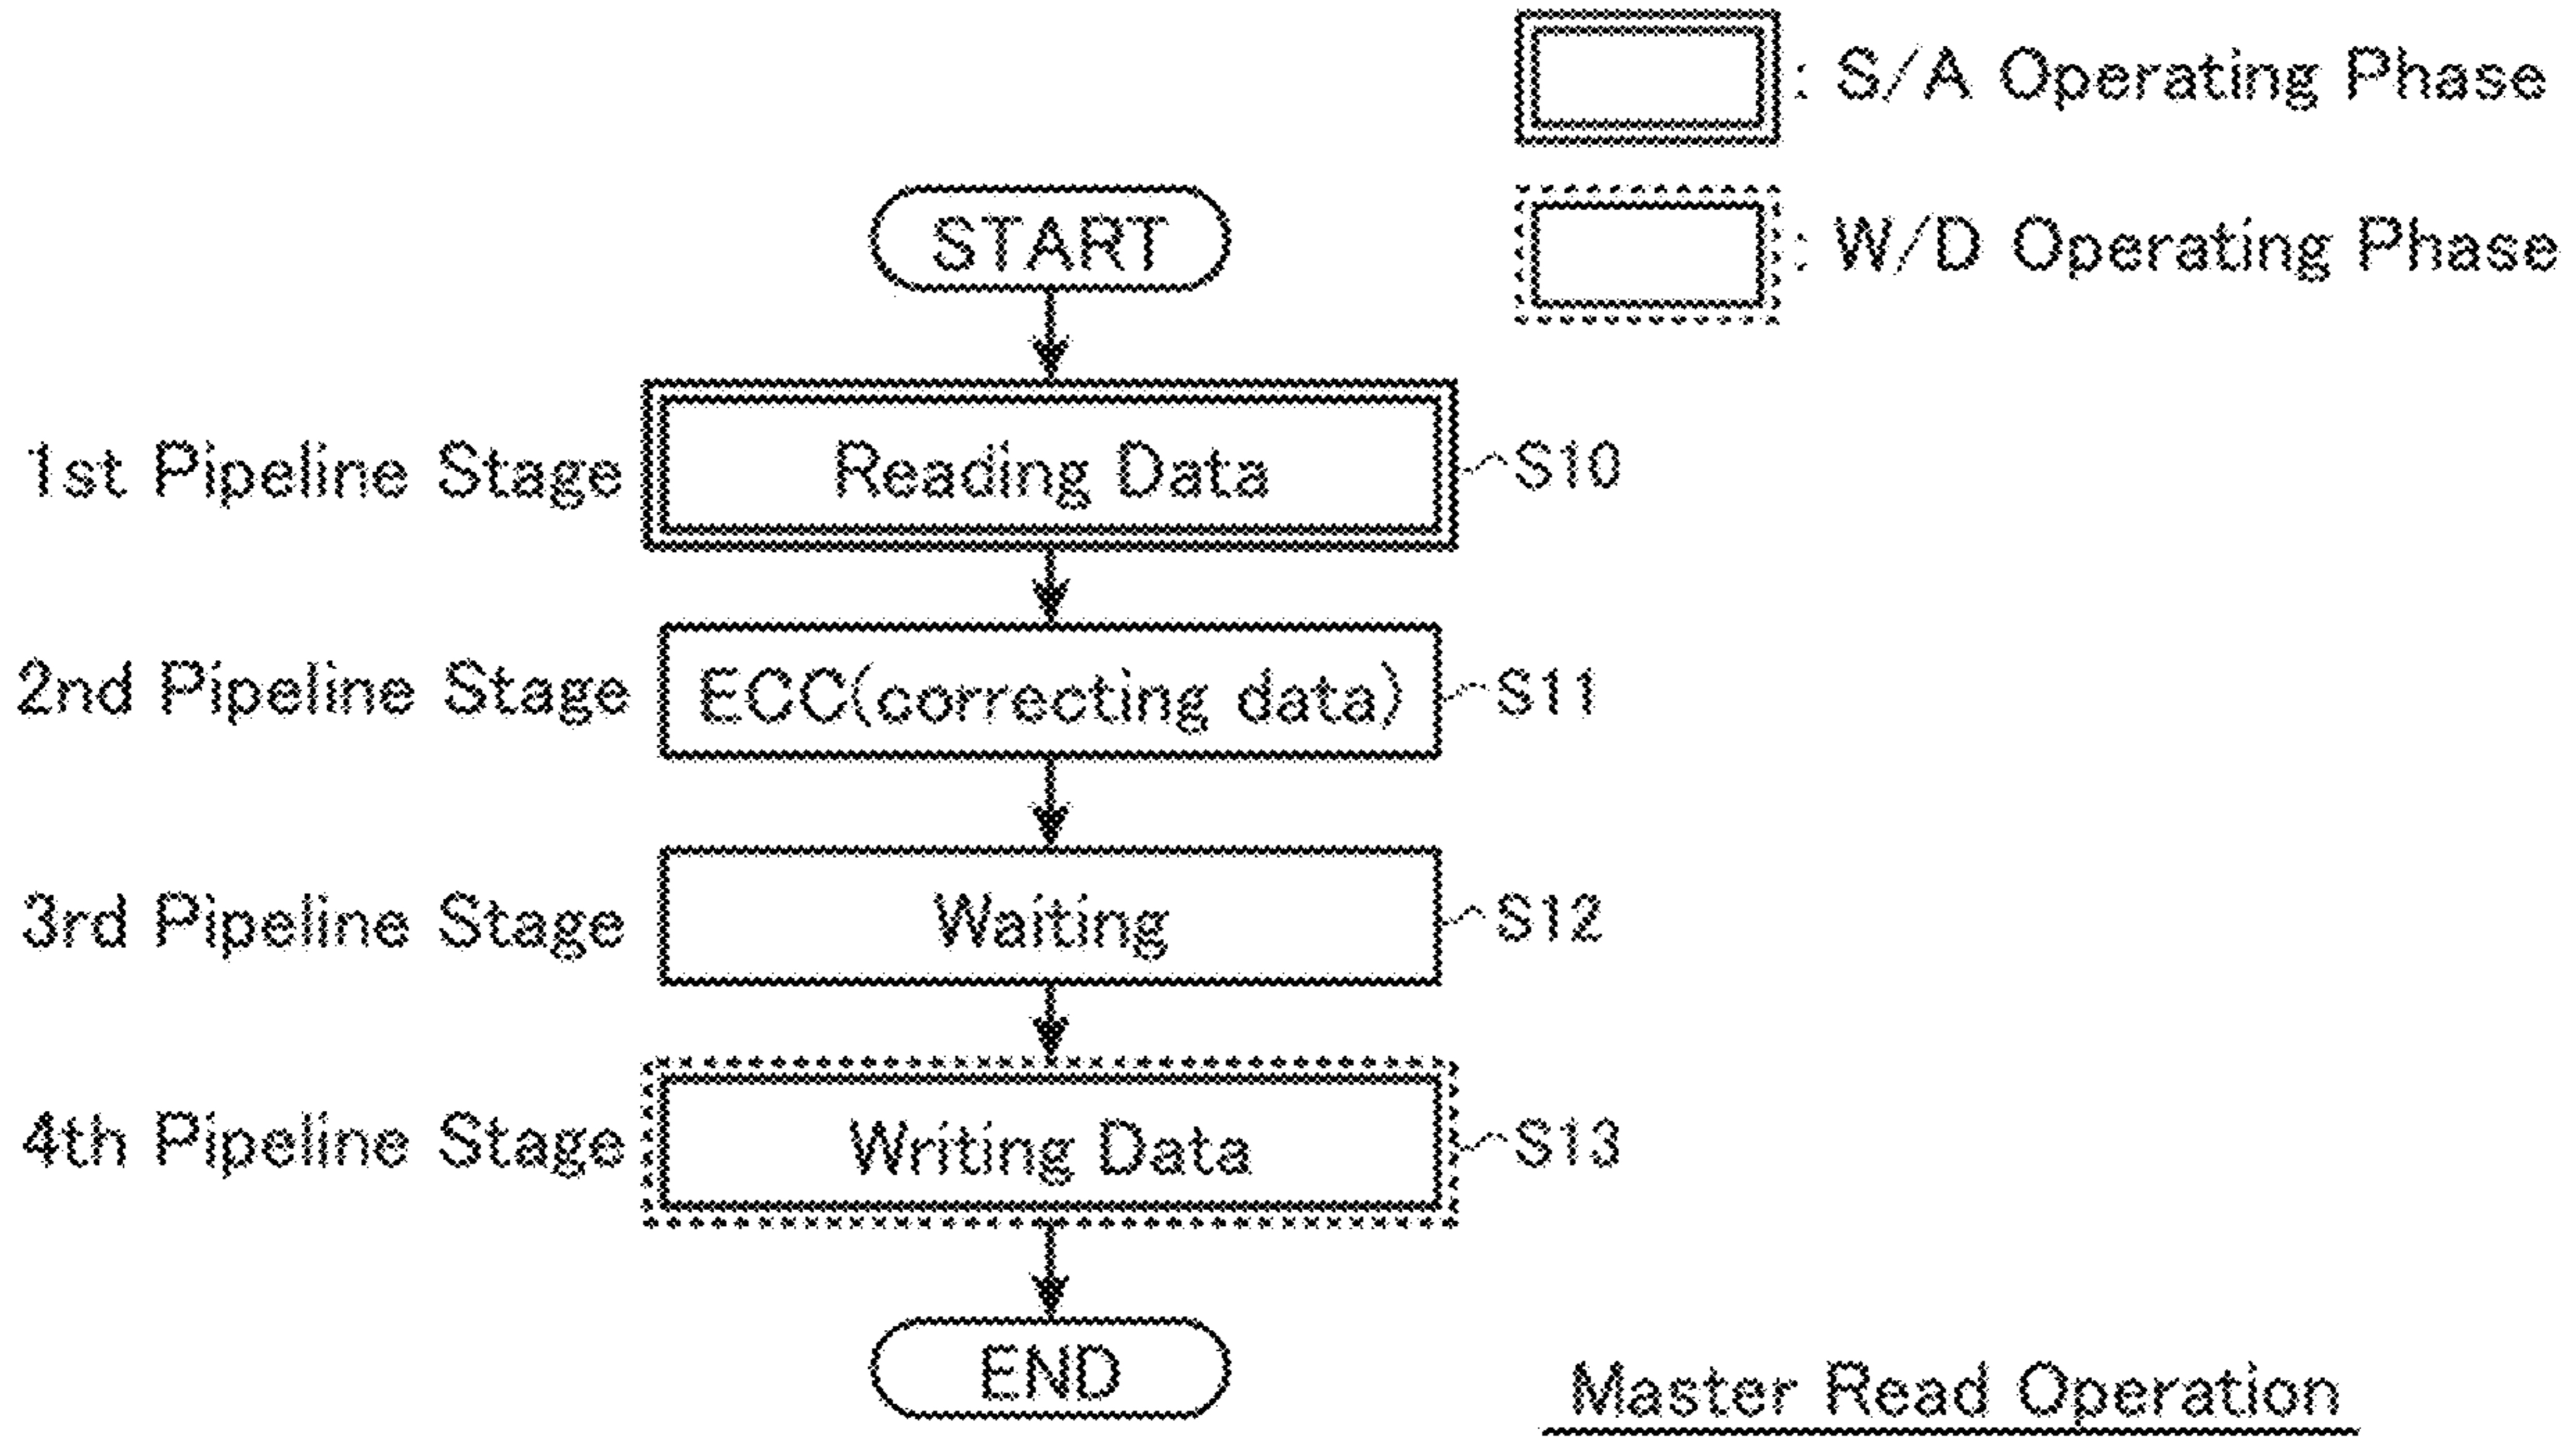 : S/A Operating Phase
: W/D Operating Phase
START
1st Pipeline Stage Reading Data S10
2nd Pipeline Stage ECC(correcting data) S11
3rd Pipeline Stage Waiting S12
4th Pipeline Stage Writing Data S13
END
Master Read Operation